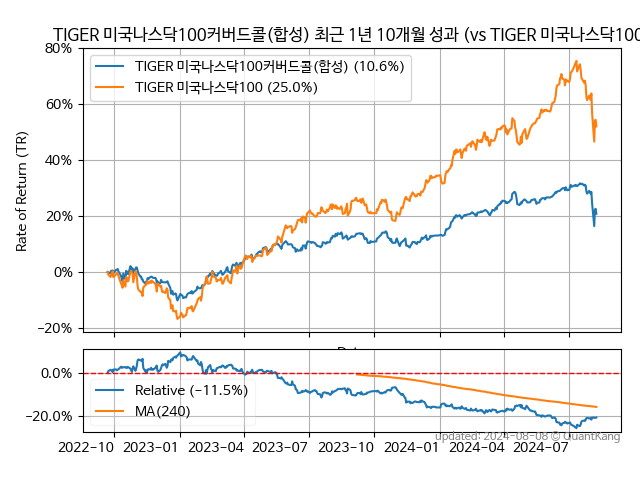 TIGER 미국나스닥100커버드콜(합성) 최근 1년 10개월 성과 (vs TIGER 미국나스닥100
TIGER 미국나스닥100커버드콜(합성) (10.6%)
TIGER 미국나스닥100 (25.0%)
Rate of Return (TR)
80%
60%
40%
20%
0%
−20%
0.0%
−20.0%
Relative (−11.5%)
MA(240)
2022-10 2023-01 2023-04 2023-07 2023-10 2024-01 2024-04 2024-07
updated: 2024-08-08 © QuantKang